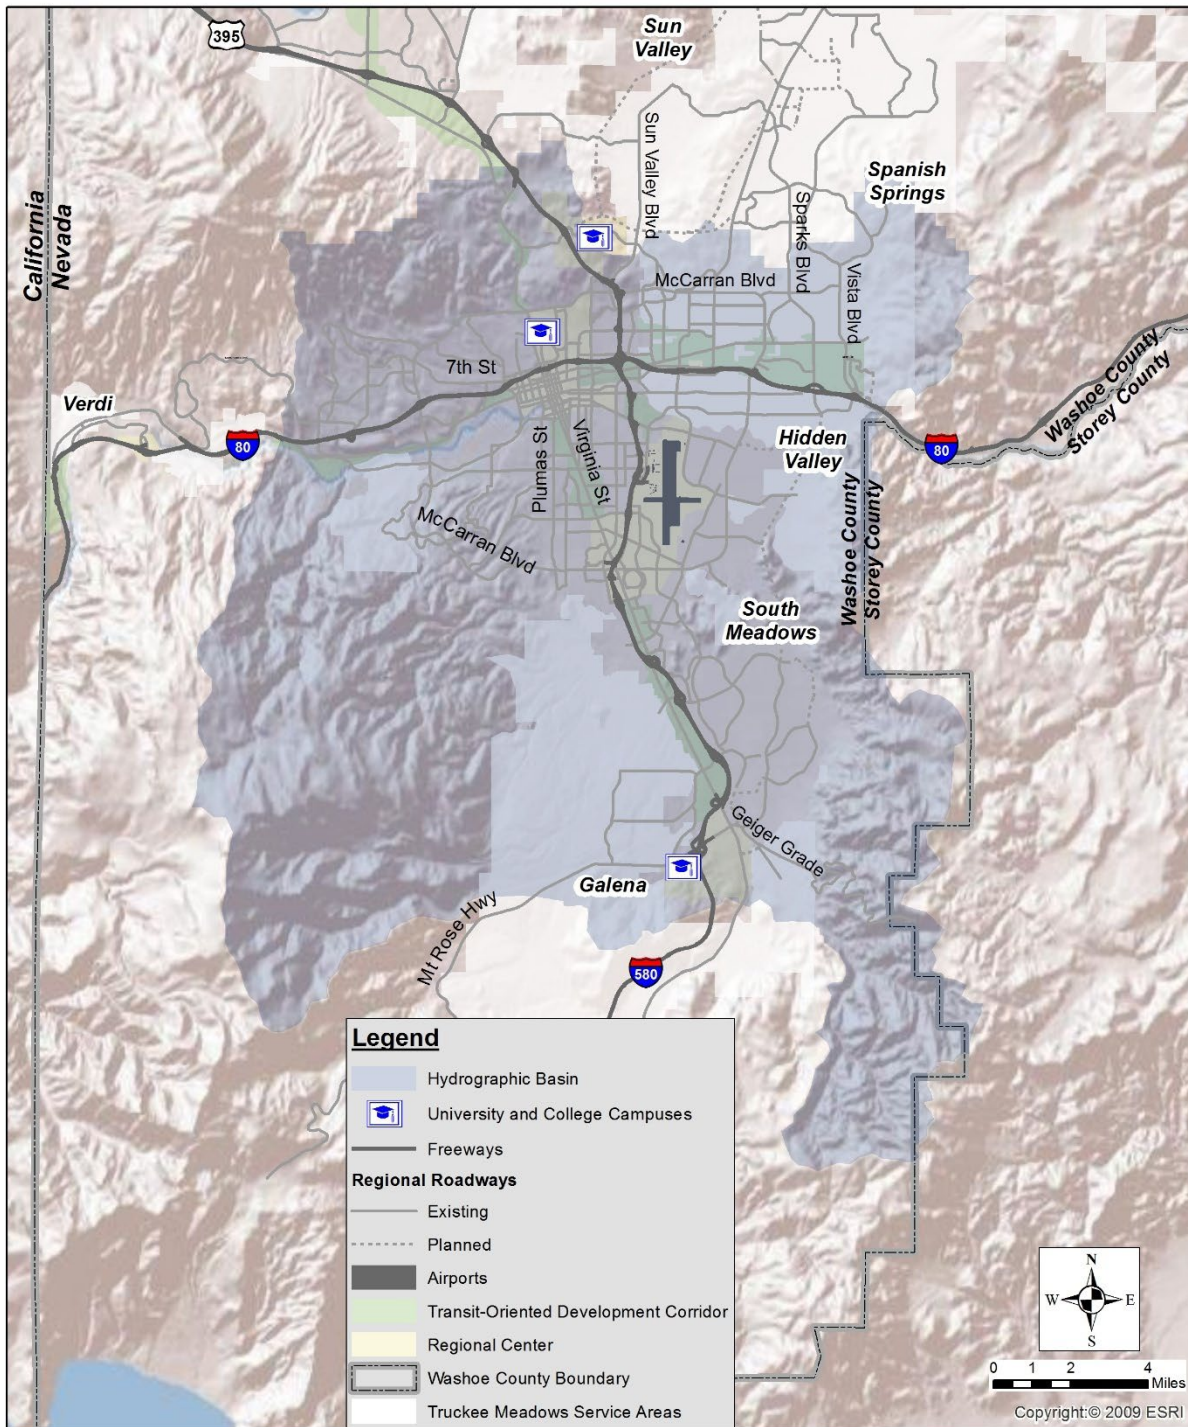 395
Sun
Valley
Sun Valley Blvd
Spanish
Springs
Sparks Blvd
California
Nevada
McCarran Blvd
Vista Blvd
7th St
Washoe County
Storey County
Verdi
80
Plumas St
Virginia St
Hidden
Valley
80
McCarran Blvd
Washoe County
Storey County
South
Meadows
Geiger Grade
Galena
Mt Rose Hwy
580
Legend
Hydrographic Basin
University and College Campuses
Freeways
Regional Roadways
Existing
Planned
Airports
Transit-Oriented Development Corridor
Regional Center
Washoe County Boundary
Truckee Meadows Service Areas
N
W E
S
0 1 2 4
Miles
Copyright:© 2009 ESRI